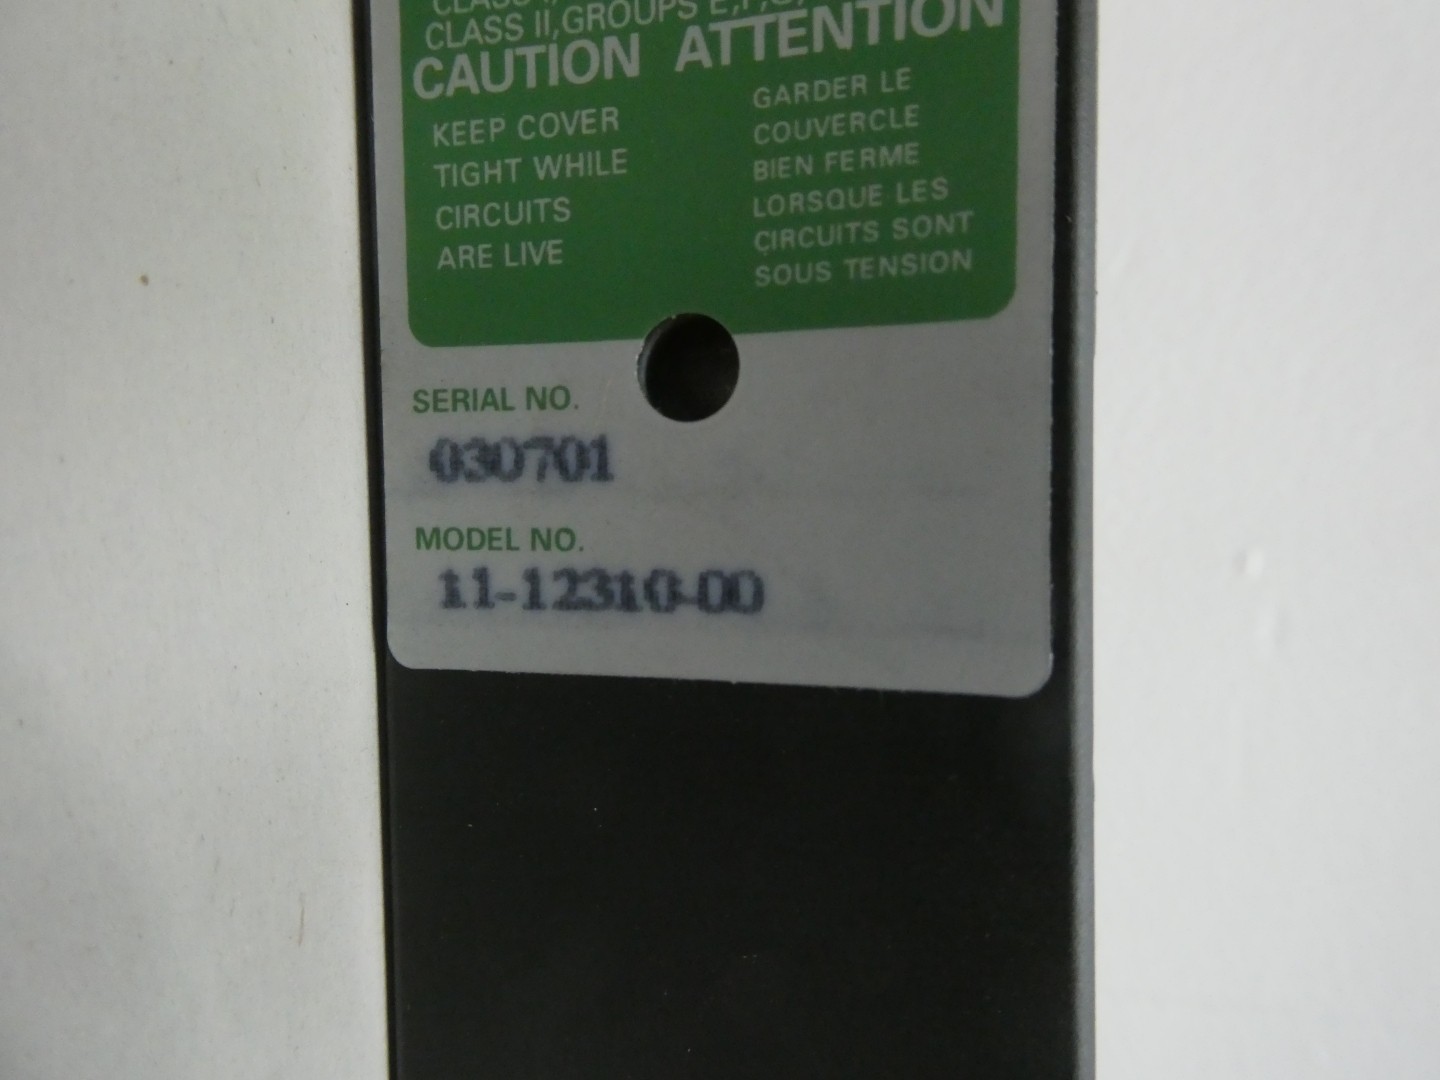 CLASS I,
CLASS II, GROUPS E,F,G,
CAUTION ATTENTION
KEEP COVER
TIGHT WHILE
CIRCUITS
ARE LIVE
GARDER LE
COUVERCLE
BIEN FERME
LORSQUE LES
CIRCUITS SONT
SOUS TENSION
SERIAL NO.
030701
MODEL NO.
11-12310-00